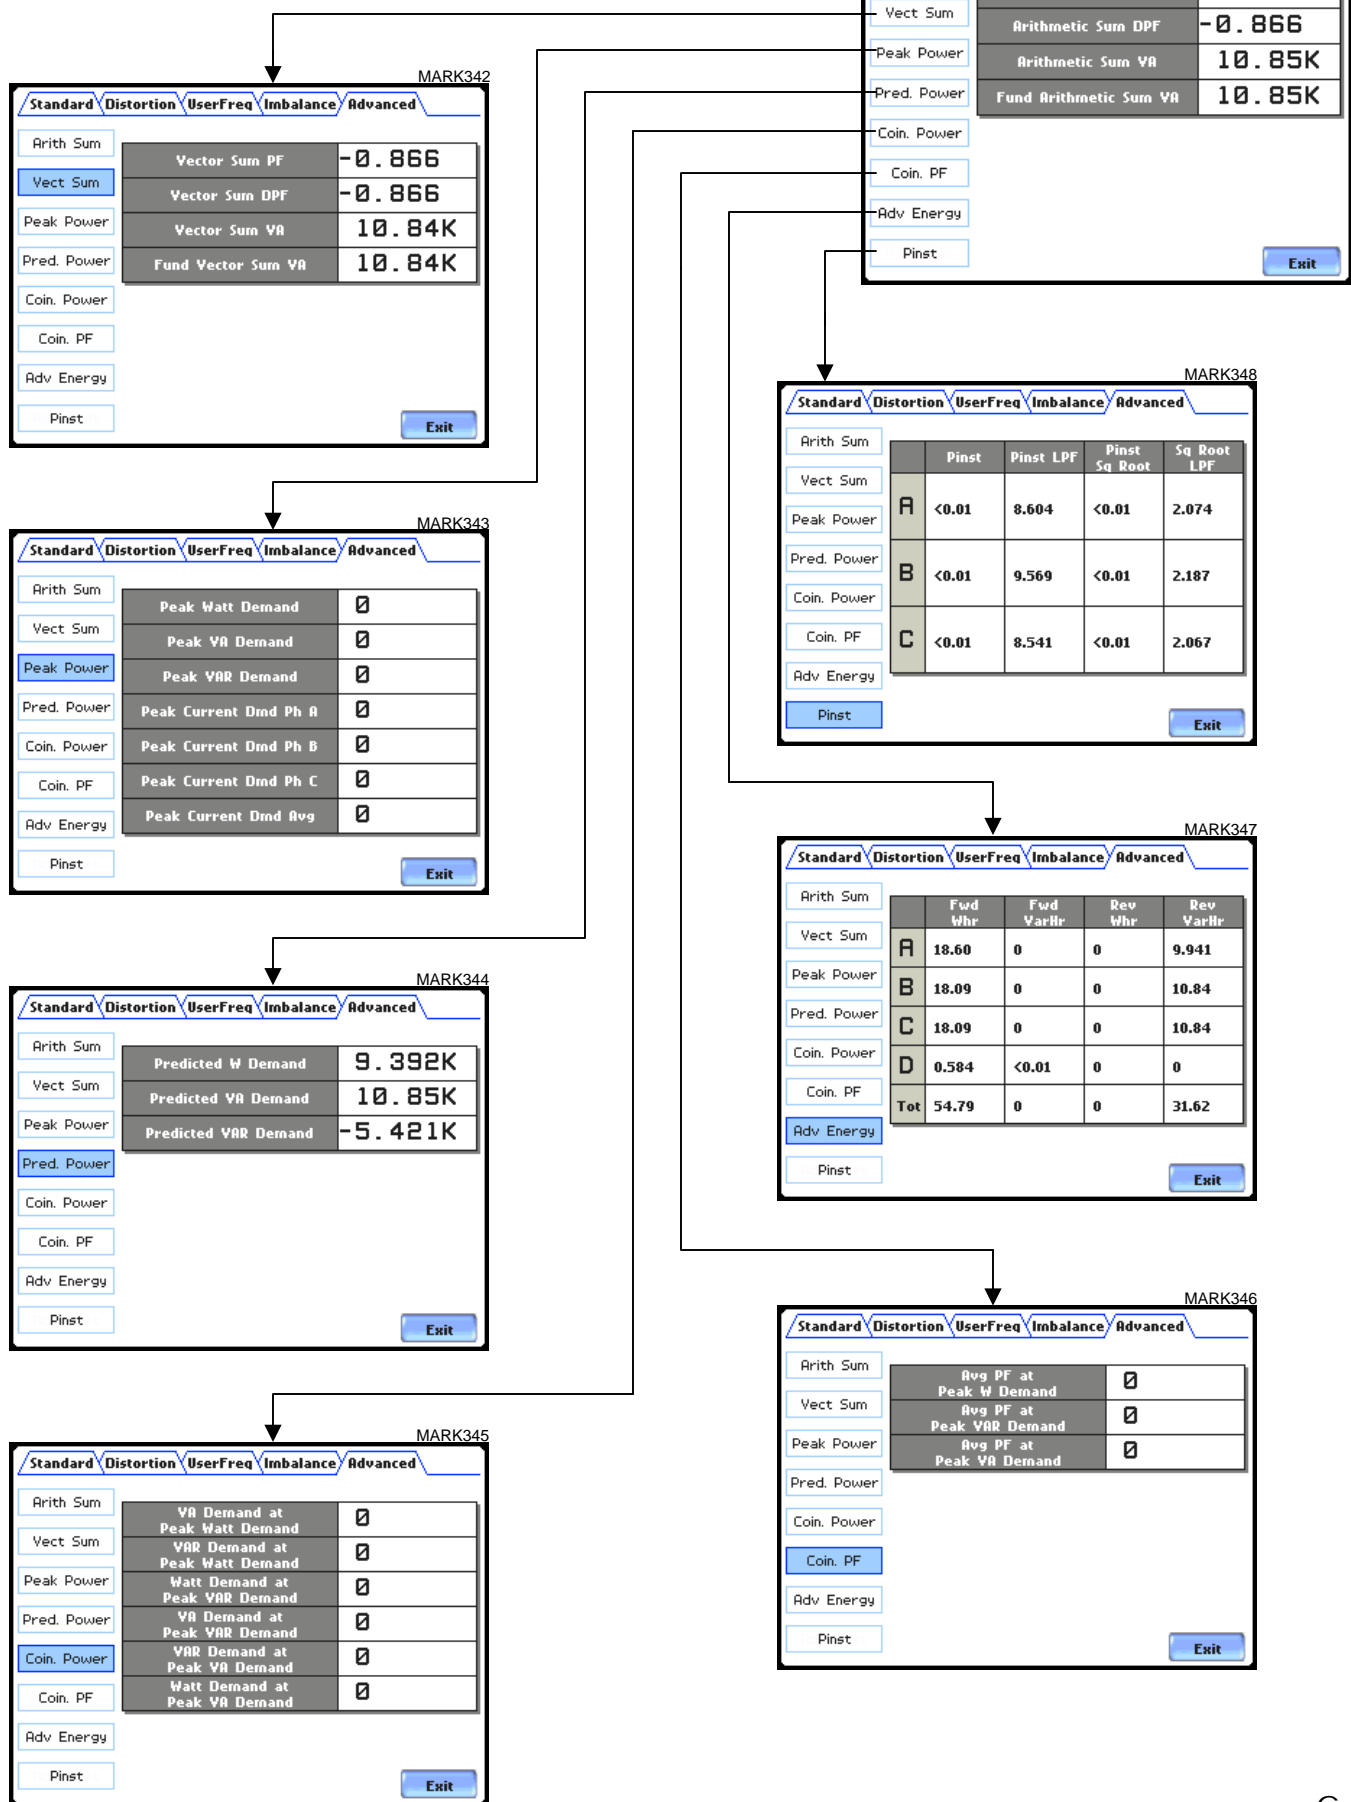 Vect Sum
Arithmetic Sum DPF -0.866
Peak Power
Arithmetic Sum VA 10.85K
Pred. Power
Fund Arithmetic Sum VA 10.85K
Coin. Power
Coin. PF
Adv Energy
Pinst
Exit
MARK342
Standard Distortion UserFreq Imbalance Advanced
Arith Sum
Vect Sum
Peak Power
Pred. Power
Coin. Power
Coin. PF
Adv Energy
Pinst
Vector Sum PF -0.866
Vector Sum DPF -0.866
Vector Sum VA 10.84K
Fund Vector Sum VA 10.84K
Exit
MARK343
Standard Distortion UserFreq Imbalance Advanced
Arith Sum
Vect Sum
Peak Power
Pred. Power
Coin. Power
Coin. PF
Adv Energy
Pinst
Peak Watt Demand 0
Peak VA Demand 0
Peak VAR Demand 0
Peak Current Dmd Ph A 0
Peak Current Dmd Ph B 0
Peak Current Dmd Ph C 0
Peak Current Dmd Avg 0
Exit
MARK344
Standard Distortion UserFreq Imbalance Advanced
Arith Sum
Vect Sum
Peak Power
Pred. Power
Coin. Power
Coin. PF
Adv Energy
Pinst
Predicted W Demand 9.392K
Predicted VA Demand 10.85K
Predicted VAR Demand -5.421K
Exit
MARK345
Standard Distortion UserFreq Imbalance Advanced
Arith Sum
Vect Sum
Peak Power
Pred. Power
Coin. Power
Coin. PF
Adv Energy
Pinst
VA Demand at
Peak Watt Demand 0
VAR Demand at
Peak Watt Demand 0
Watt Demand at
Peak VAR Demand 0
VA Demand at
Peak VAR Demand 0
VAR Demand at
Peak VA Demand 0
Watt Demand at
Peak VA Demand 0
Exit
MARK348
Standard Distortion UserFreq Imbalance Advanced
Arith Sum
Vect Sum
Peak Power
Pred. Power
Coin. Power
Coin. PF
Adv Energy
Pinst
Pinst Pinst LPF Pinst Sq Root Sq Root LPF
A <0.01 8.604 <0.01 2.074
B <0.01 9.569 <0.01 2.187
C <0.01 8.541 <0.01 2.067
Exit
MARK347
Standard Distortion UserFreq Imbalance Advanced
Arith Sum
Vect Sum
Peak Power
Pred. Power
Coin. Power
Coin. PF
Adv Energy
Pinst
Fwd Whr Fwd VarHr Rev Whr Rev VarHr
A 18.60 0 0 9.941
B 18.09 0 0 10.84
C 18.09 0 0 10.84
D 0.584 <0.01 0 0
Tot 54.79 0 0 31.62
Exit
MARK346
Standard Distortion UserFreq Imbalance Advanced
Arith Sum
Vect Sum
Peak Power
Pred. Power
Coin. Power
Coin. PF
Adv Energy
Pinst
Avg PF at
Peak W Demand 0
Avg PF at
Peak VAR Demand 0
Avg PF at
Peak VA Demand 0
Exit